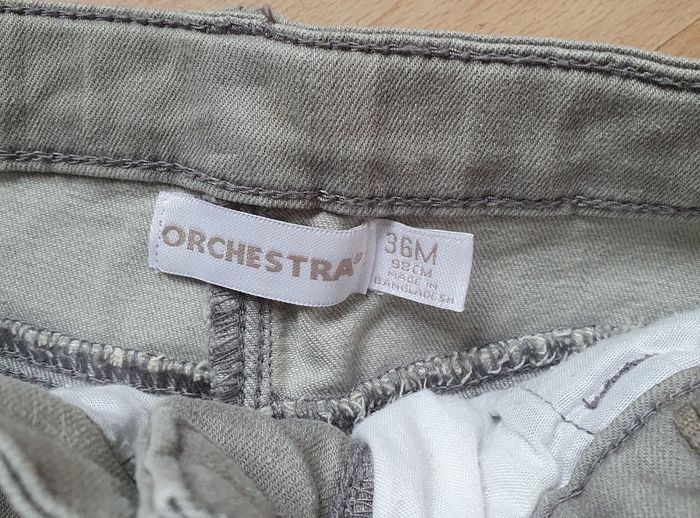 ORCHESTRA®
36M
98CM
MADE IN
BANGLADESH